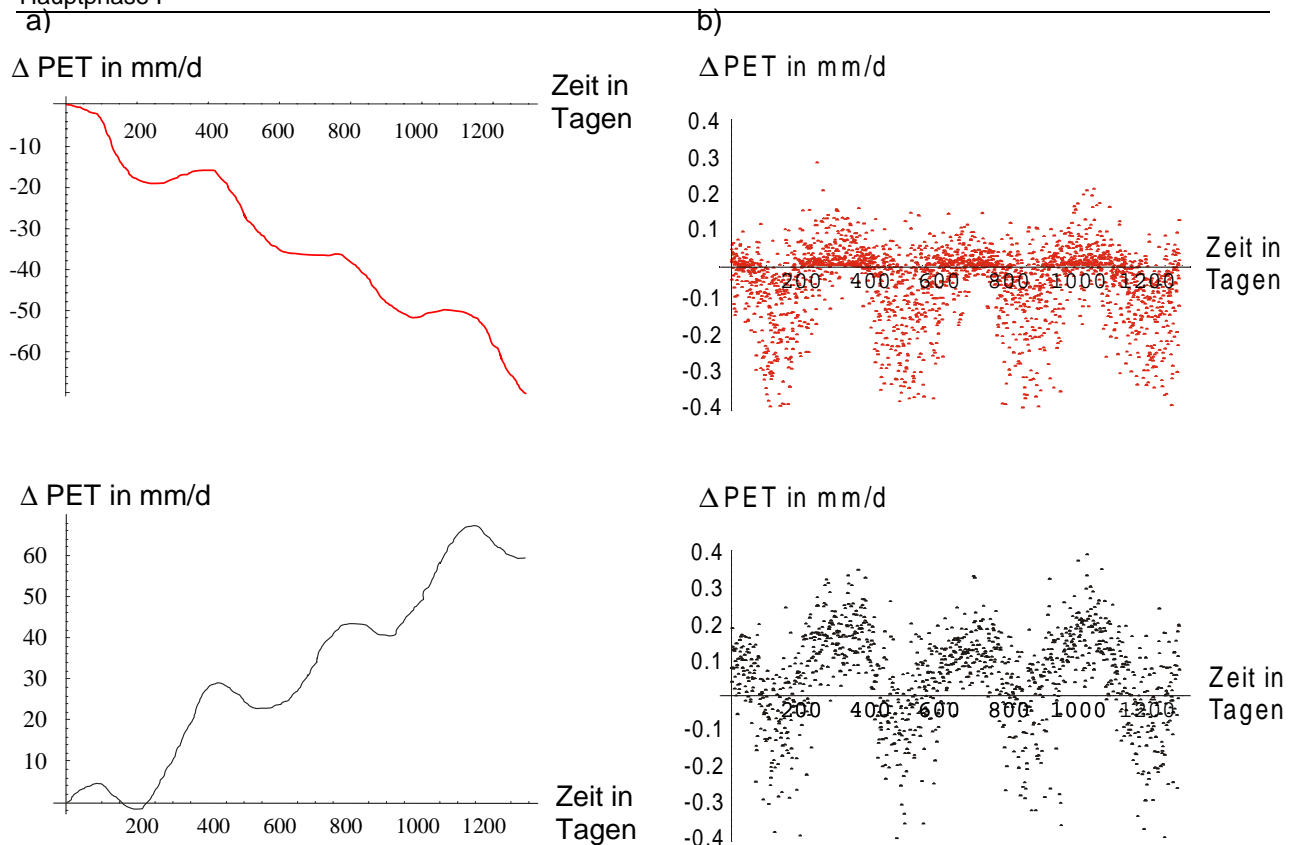 Hauptphase I
a)
b)
Δ PET in mm/d
Zeit in
Tagen
200 400 600 800 1000 1200
-10
-20
-30
-40
-50
-60
Δ PET in mm/d
0.4
0.3
0.2
0.1
Zeit in
Tagen
200 400 600 800 1000 1200
-0.1
-0.2
-0.3
-0.4
Δ PET in mm/d
60
50
40
30
20
10
Zeit in
Tagen
200 400 600 800 1000 1200
Δ PET in mm/d
0.4
0.3
0.2
0.1
Zeit in
Tagen
200 400 600 800 1000 1200
-0.1
-0.2
-0.3
-0.4